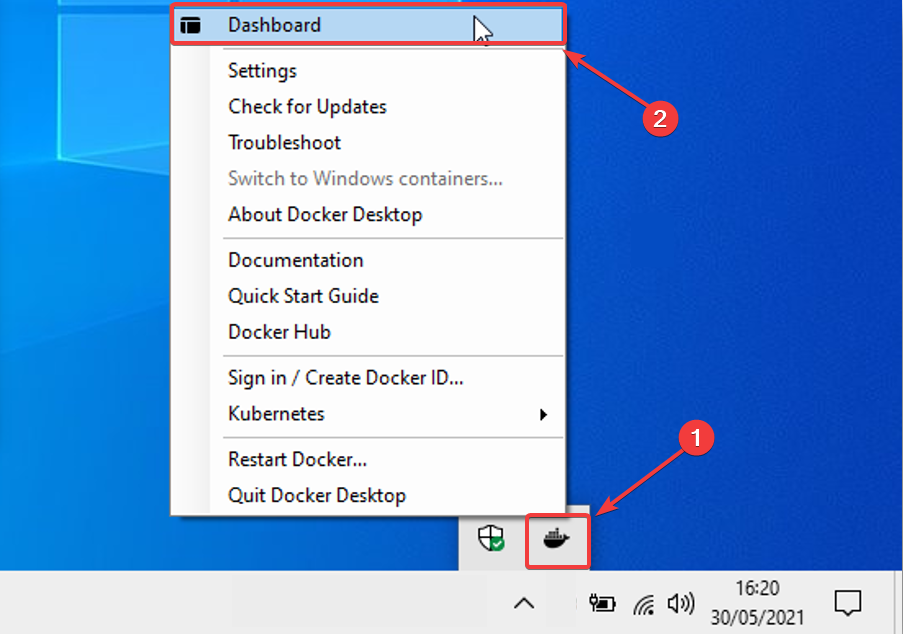 Dashboard
2
Settings
Check for Updates
Troubleshoot
Switch to Windows containers...
About Docker Desktop
Documentation
Quick Start Guide
Docker Hub
Sign in / Create Docker ID...
Kubernetes
1
Restart Docker...
Quit Docker Desktop
16:20
30/05/2021